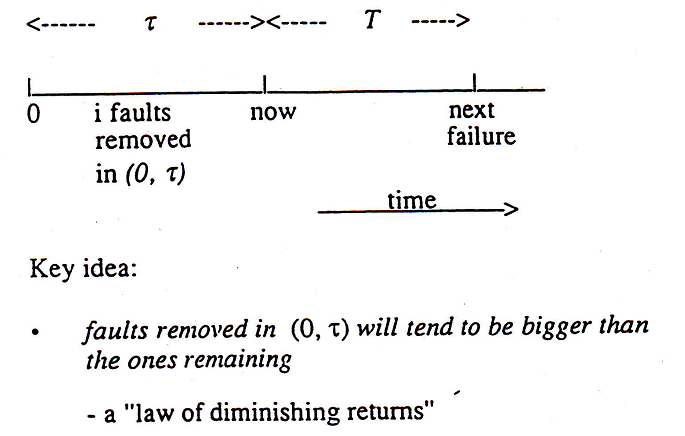 <------ τ ------><----- T ----->
0 i faults now next
removed failure
in (0, τ)
time
Key idea:
• faults removed in (0, τ) will tend to be bigger than
the ones remaining
- a "law of diminishing returns"